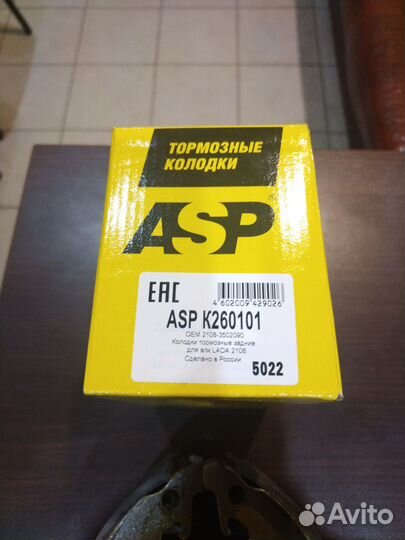 ТОРМОЗНЫЕ
КОЛОДКИ
ASP
EAC
4 602009 429026
ASP K260101
OEM 2108-3502090
Колодки тормозные задние
для а/м LADA 2108
Сделано в России
5022
Avito